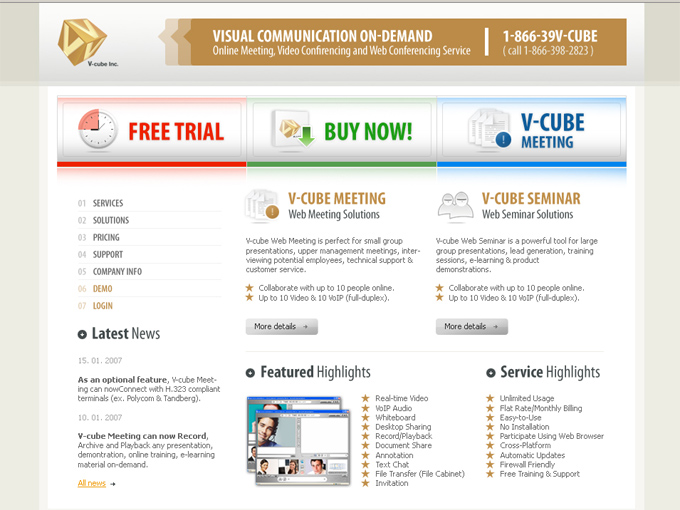 V-cube Inc.
VISUAL COMMUNICATION ON-DEMAND
Online Meeting, Video Confirencing and Web Conferencing Service
1-866-39V-CUBE
( call 1-866-398-2823 )
FREE TRIAL
BUY NOW!
V-CUBE
MEETING
01 SERVICES
02 SOLUTIONS
03 PRICING
04 SUPPORT
05 COMPANY INFO
06 DEMO
07 LOGIN
Latest News
15. 01. 2007
As an optional feature, V-cube Meet-
ing can nowConnect with H.323 compliant
terminals (ex. Polycom & Tandberg).
10. 01. 2007
V-cube Meeting can now Record,
Archive and Playback any presentation,
demontration, online training, e-learning
material on-demand.
All news
V-CUBE MEETING
Web Meeting Solutions
V-cube Web Meeting is perfect for small group
presentations, upper management meetings, inter-
viewing potential employees, technical support &
customer service.
Collaborate with up to 10 people online.
Up to 10 Video & 10 VoIP (full-duplex).
More details
V-CUBE SEMINAR
Web Seminar Solutions
V-cube Web Seminar is a powerful tool for large
group presentations, lead generation, training
sessions, e-learning & product
demonstrations.
Collaborate with up to 10 people online.
Up to 10 Video & 10 VoIP (full-duplex).
More details
Featured Highlights
Real-time Video
VoIP Audio
Whiteboard
Desktop Sharing
Record/Playback
Document Share
Annotation
Text Chat
File Transfer (File Cabinet)
Invitation
Service Highlights
Unlimited Usage
Flat Rate/Monthly Billing
Easy-to-Use
No Installation
Participate Using Web Browser
Cross-Platform
Automatic Updates
Firewall Friendly
Free Training & Support